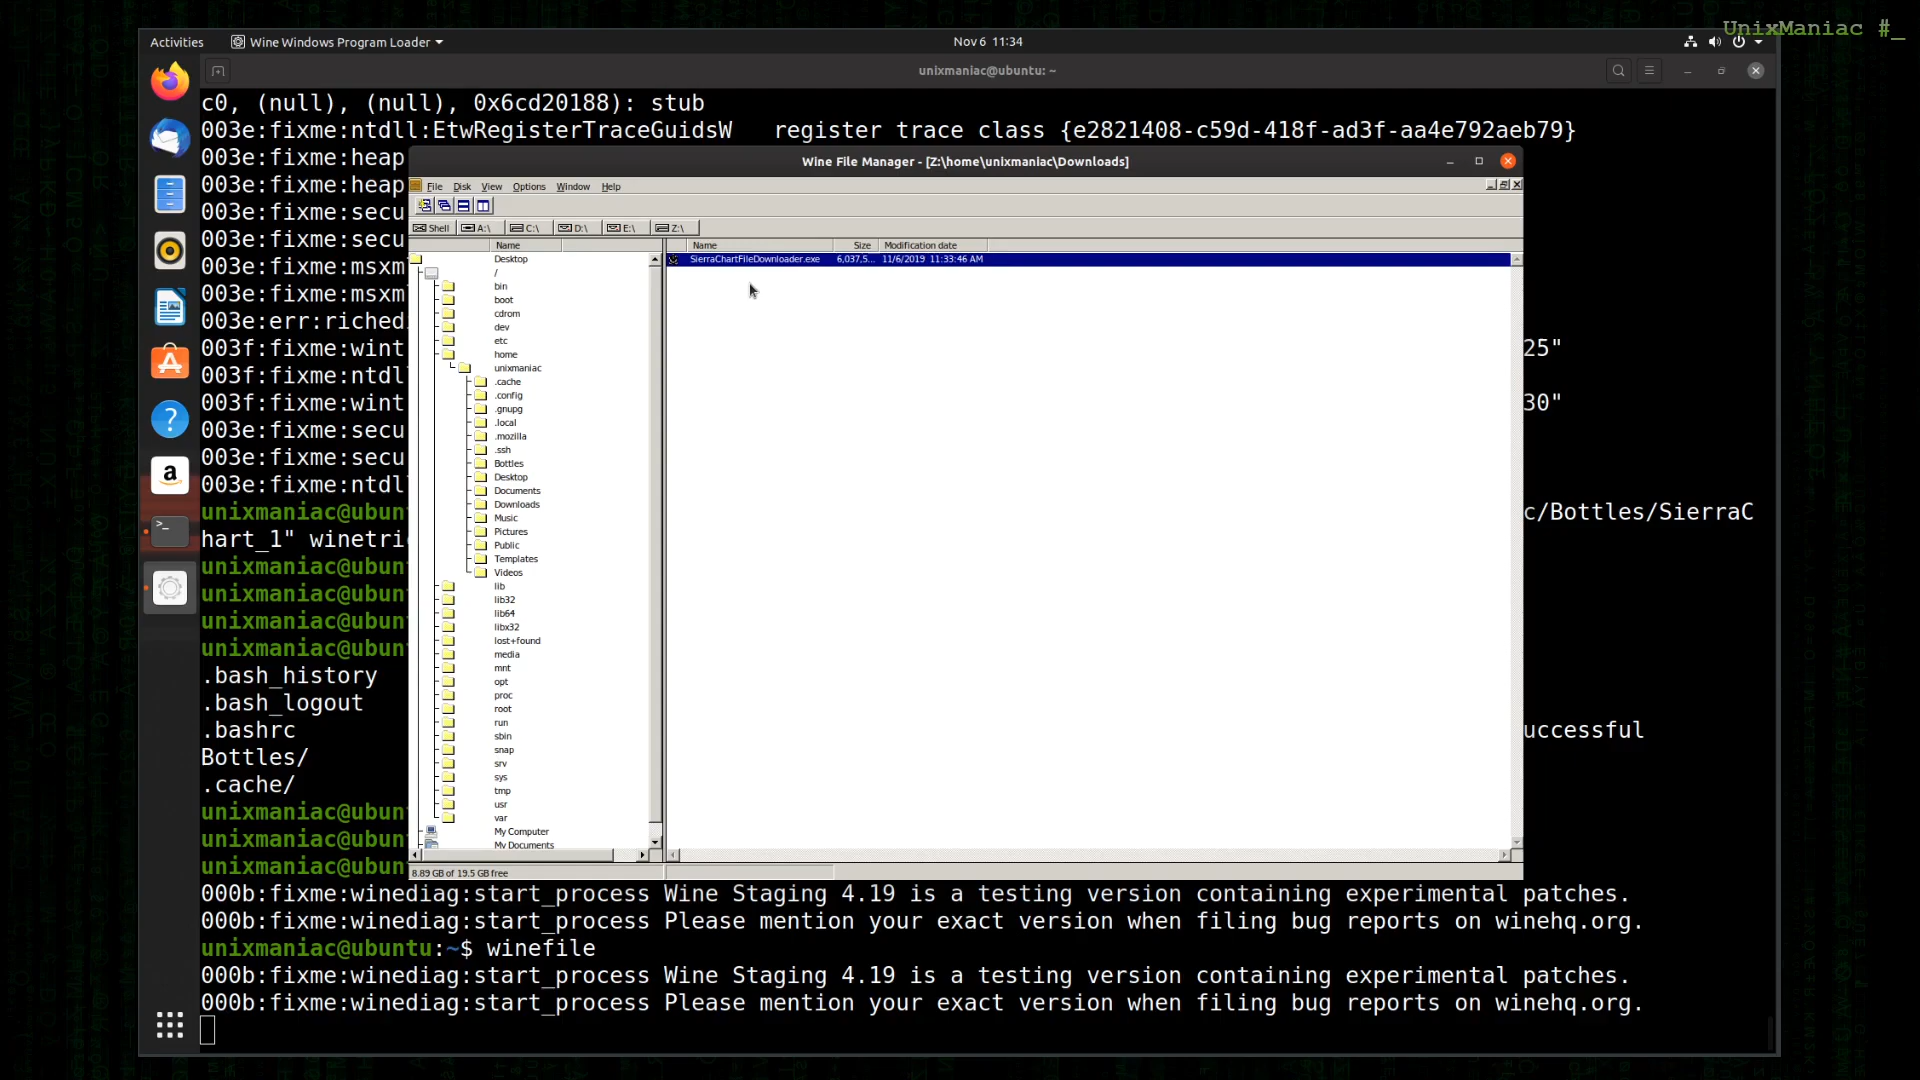 UnixManiac #_
Activities
Wine Windows Program Loader
Nov 6 11:34
unixmaniac@ubuntu: ~
c0, (null), (null), 0x6cd20188): stub
003e:fixme:ntdll:EtwRegisterTraceGuidsW register trace class {e2821408-c59d-418f-ad3f-aa4e792aeb79}
003e:fixme:heap
003e:fixme:heap
003e:fixme:secu
003e:fixme:secu
003e:fixme:msxm
003e:fixme:msxm
003e:err:riched
003f:fixme:wint 25"
003f:fixme:ntdl
003f:fixme:wint 30"
003e:fixme:secu
003e:fixme:secu
003e:fixme:ntdl
unixmaniac@ubun c/Bottles/SierraC
hart_1" winetri
unixmaniac@ubun
unixmaniac@ubun
unixmaniac@ubun
unixmaniac@ubun
.bash_history
.bash_logout
.bashrc uccessful
Bottles/
.cache/
unixmaniac@ubun
unixmaniac@ubun
unixmaniac@ubun
000b:fixme:winediag:start_process Wine Staging 4.19 is a testing version containing experimental patches.
000b:fixme:winediag:start_process Please mention your exact version when filing bug reports on winehq.org.
unixmaniac@ubuntu:~$ winefile
000b:fixme:winediag:start_process Wine Staging 4.19 is a testing version containing experimental patches.
000b:fixme:winediag:start_process Please mention your exact version when filing bug reports on winehq.org.
Wine File Manager - [Z:\home\unixmaniac\Downloads]
File Disk View Options Window Help
Shell A:\ C:\ D:\ E:\ Z:\
Name
Desktop
/
bin
boot
cdrom
dev
etc
home
unixmaniac
.cache
.config
.gnupg
.local
.mozilla
.ssh
Bottles
Desktop
Documents
Downloads
Music
Pictures
Public
Templates
Videos
lib
lib32
lib64
libx32
lost+found
media
mnt
opt
proc
root
run
sbin
snap
srv
sys
tmp
usr
var
My Computer
My Documents
Name Size Modification date
SierraChartFileDownloader.exe 6,037,5... 11/6/2019 11:33:46 AM
8.89 GB of 19.5 GB free